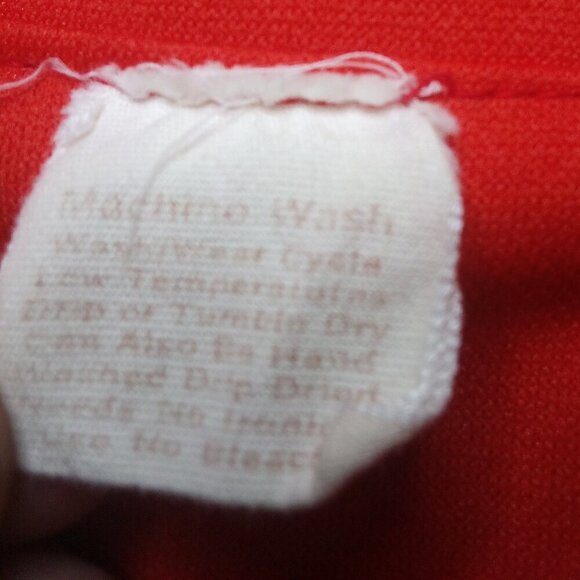 Machine Wash
Wash/Wear Cycle
Low Temperatures
Drip or Tumble Dry
Can Also Be Hand
Washed Drip Dried
Needs No Ironing
Use No Bleach